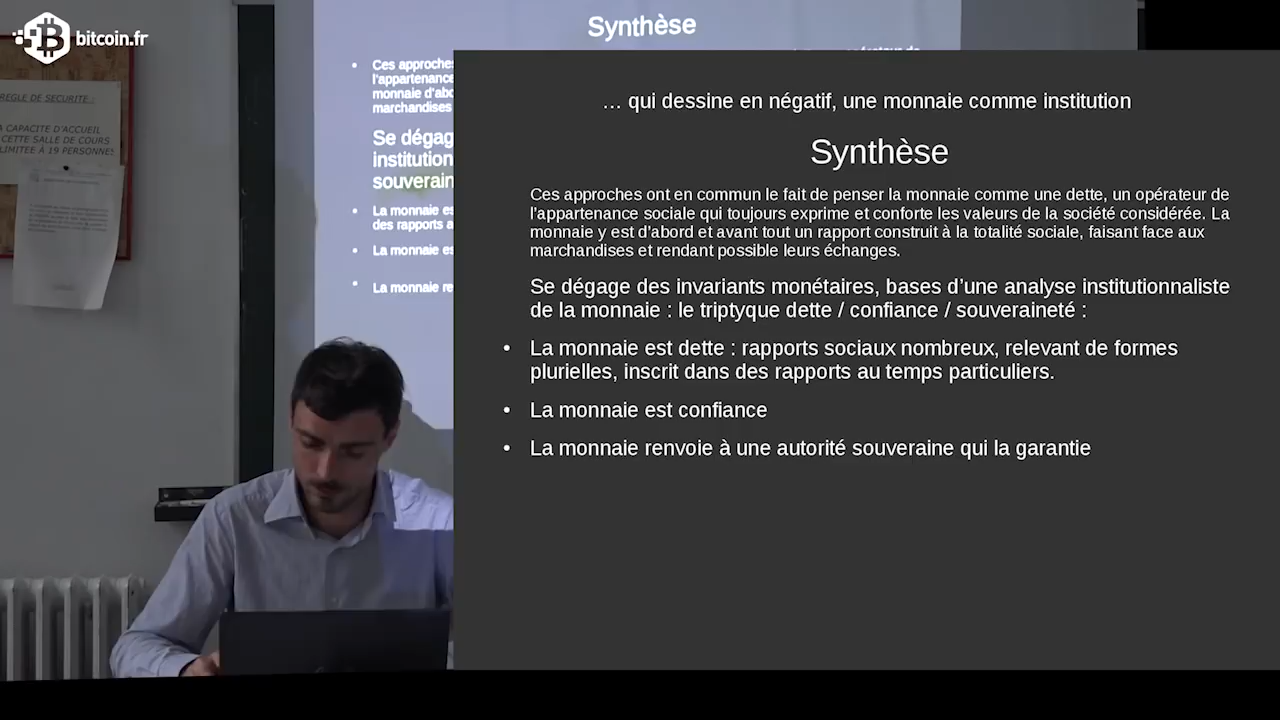 bitcoin.fr
REGLE DE SECURITE :
A CAPACITE D'ACCUEIL
CETTE SALLE DE COURS
LIMITEE À 19 PERSONNES
Synthèse
Ces approches
l'appartenance
monnaie d'abo
marchandises
Se dégag
institution
souverain
La monnaie es
des rapports a
La monnaie es
La monnaie re
… qui dessine en négatif, une monnaie comme institution
Synthèse
Ces approches ont en commun le fait de penser la monnaie comme une dette, un opérateur de
l'appartenance sociale qui toujours exprime et conforte les valeurs de la société considérée. La
monnaie y est d'abord et avant tout un rapport construit à la totalité sociale, faisant face aux
marchandises et rendant possible leurs échanges.
Se dégage des invariants monétaires, bases d'une analyse institutionnaliste
de la monnaie : le triptyque dette / confiance / souveraineté :
• La monnaie est dette : rapports sociaux nombreux, relevant de formes
plurielles, inscrit dans des rapports au temps particuliers.
• La monnaie est confiance
• La monnaie renvoie à une autorité souveraine qui la garantie